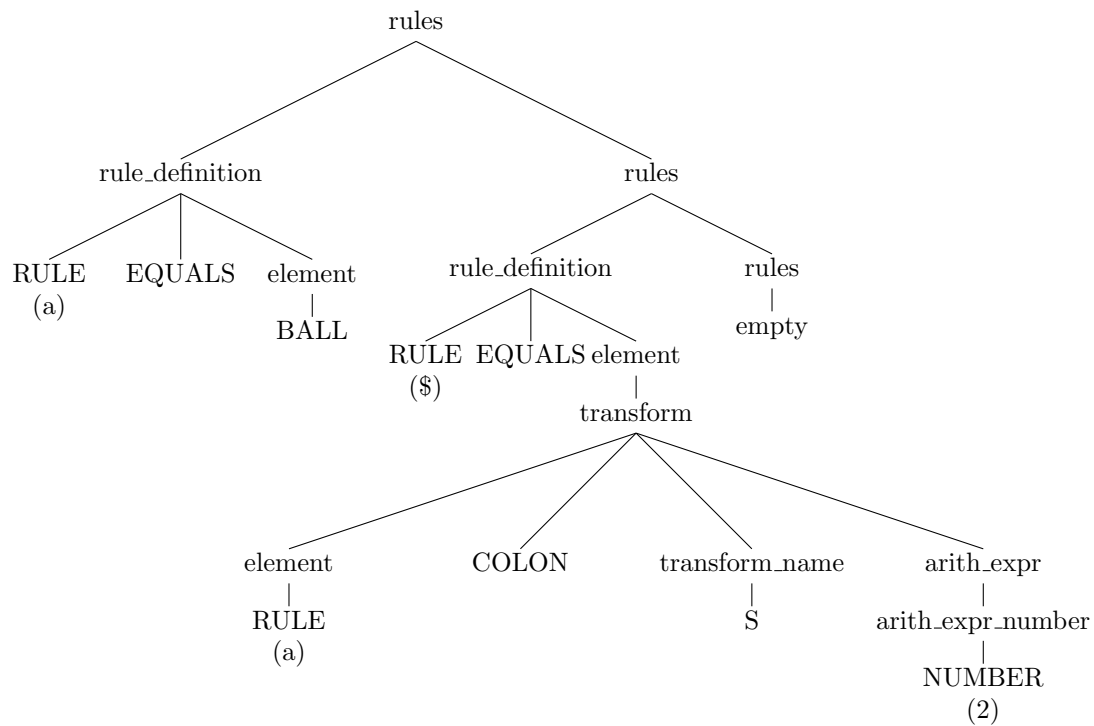 rules
rule_definition rules
RULE EQUALS element rule_definition rules
(a) BALL empty
RULE EQUALS element
($) transform
element COLON transform_name arith_expr
RULE S arith_expr_number
(a) NUMBER
(2)